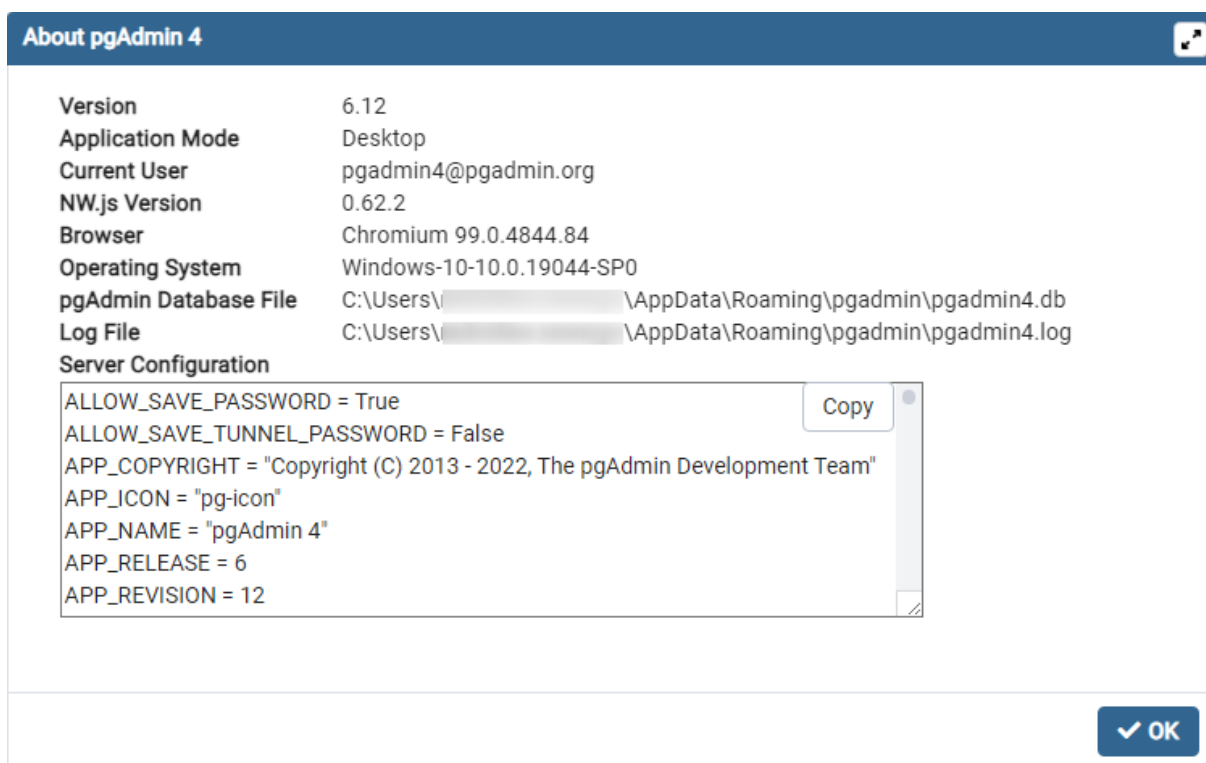 About pgAdmin 4
Version 6.12
Application Mode Desktop
Current User pgadmin4@pgadmin.org
NW.js Version 0.62.2
Browser Chromium 99.0.4844.84
Operating System Windows-10-10.0.19044-SP0
pgAdmin Database File C:\Users\ \AppData\Roaming\pgadmin\pgadmin4.db
Log File C:\Users\ \AppData\Roaming\pgadmin\pgadmin4.log
Server Configuration
ALLOW_SAVE_PASSWORD = True
Copy
ALLOW_SAVE_TUNNEL_PASSWORD = False
APP_COPYRIGHT = "Copyright (C) 2013 - 2022, The pgAdmin Development Team"
APP_ICON = "pg-icon"
APP_NAME = "pgAdmin 4"
APP_RELEASE = 6
APP_REVISION = 12
OK